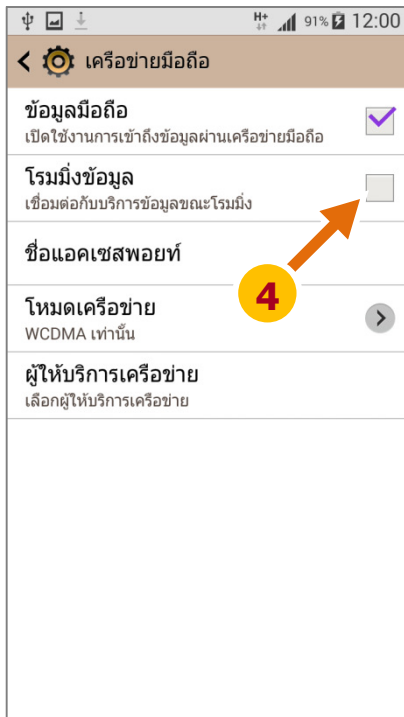 H+ 91% 12:00
เครือข่ายมือถือ
ข้อมูลมือถือ
เปิดใช้งานการเข้าถึงข้อมูลผ่านเครือข่ายมือถือ
โรมมิ่งข้อมูล
เชื่อมต่อกับบริการข้อมูลขณะโรมมิ่ง
ชื่อแอคเซสพอยท์
4
โหมดเครือข่าย
WCDMA เท่านั้น
ผู้ให้บริการเครือข่าย
เลือกผู้ให้บริการเครือข่าย